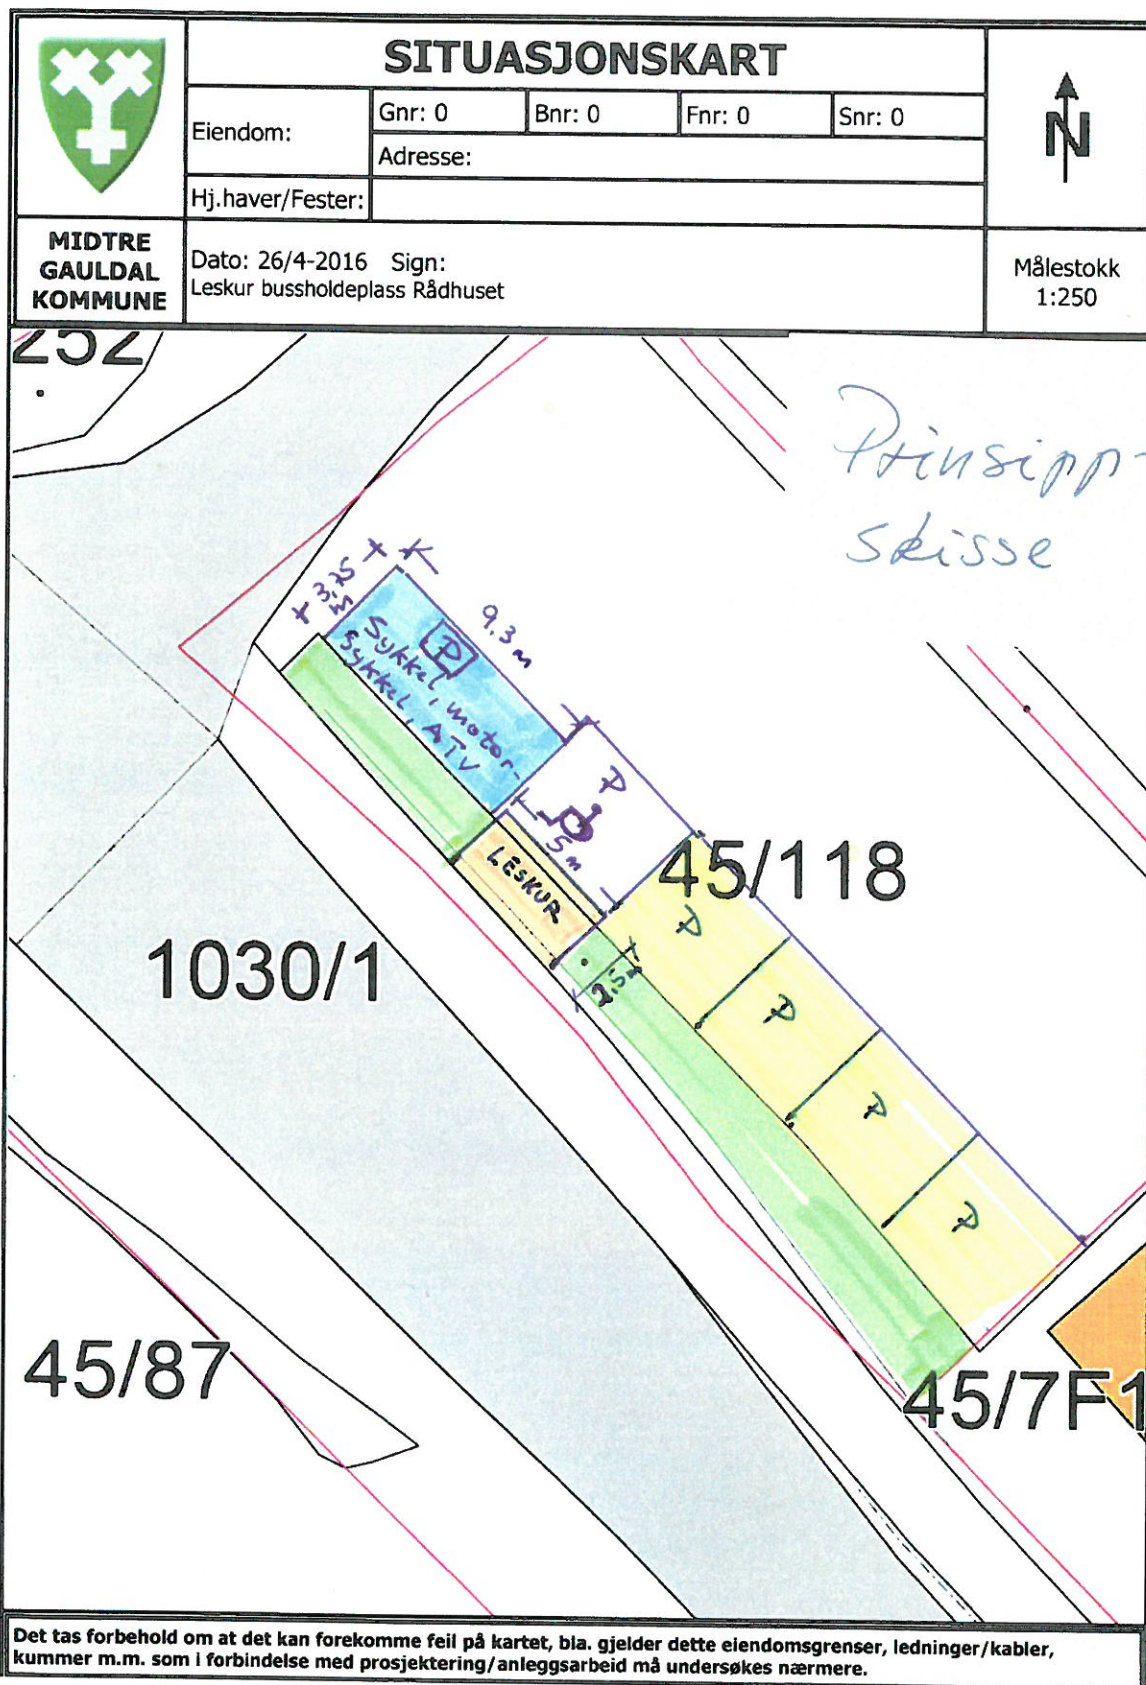 SITUASJONSKART
Eiendom:
Gnr: 0
Bnr: 0
Fnr: 0
Snr: 0
Adresse:
Hj.haver/Fester:
N
MIDTRE
GAULDAL
KOMMUNE
Dato: 26/4-2016 Sign:
Leskur bussholdeplass Rådhuset
Målestokk
1:250
252
Prinsipp-
skisse
3,75
m
9,3 m
P
Sykkel, motor-
sykkel, ATV
P
5 m
LESKUR
45/118
P
2,5m
1030/1
P
P
P
45/87
45/7F1
Det tas forbehold om at det kan forekomme feil på kartet, bla. gjelder dette eiendomsgrenser, ledninger/kabler,
kummer m.m. som i forbindelse med prosjektering/anleggsarbeid må undersøkes nærmere.